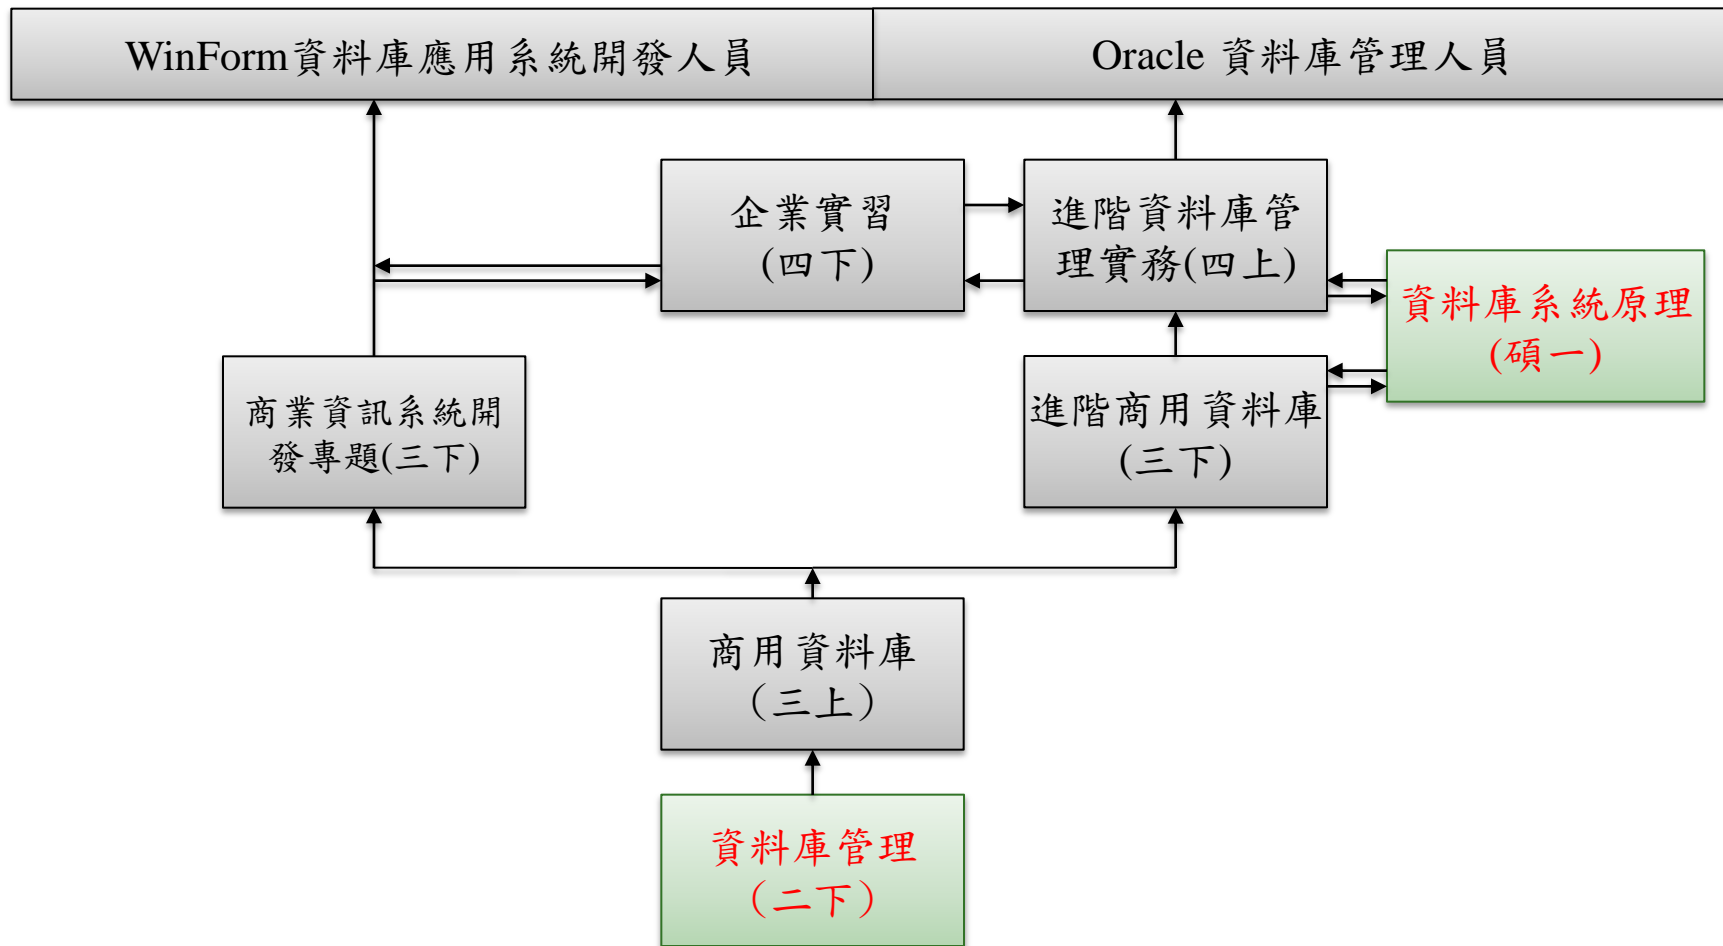 WinForm資料庫應用系統開發人員
Oracle 資料庫管理人員
企業實習
(四下)
進階資料庫管
理實務(四上)
資料庫系統原理
(碩一)
商業資訊系統開
發專題(三下)
進階商用資料庫
(三下)
商用資料庫
（三上）
資料庫管理
（二下）